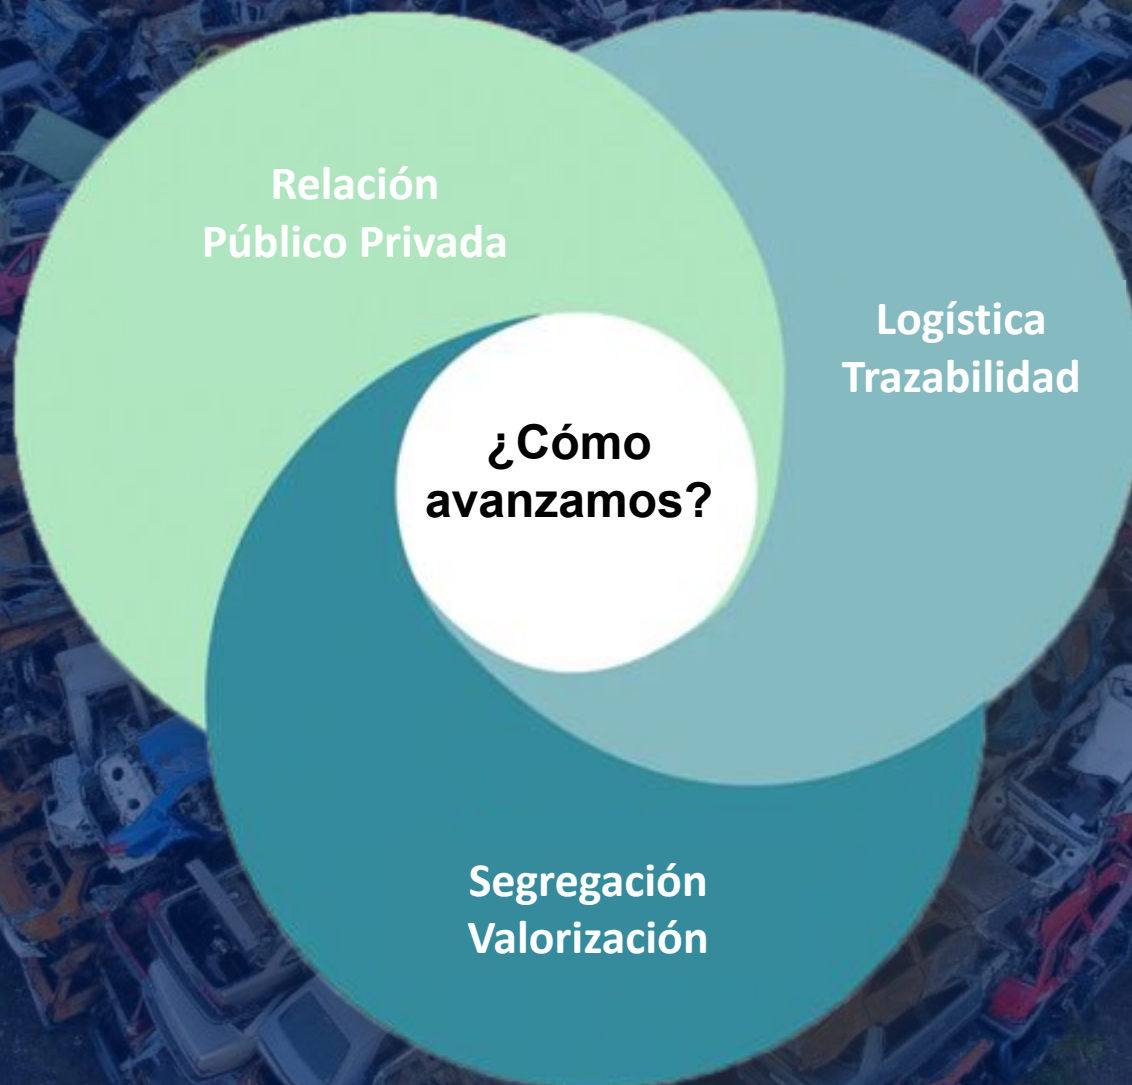 Relación
Público Privada
Logística
Trazabilidad
¿Cómo
avanzamos?
Segregación
Valorización